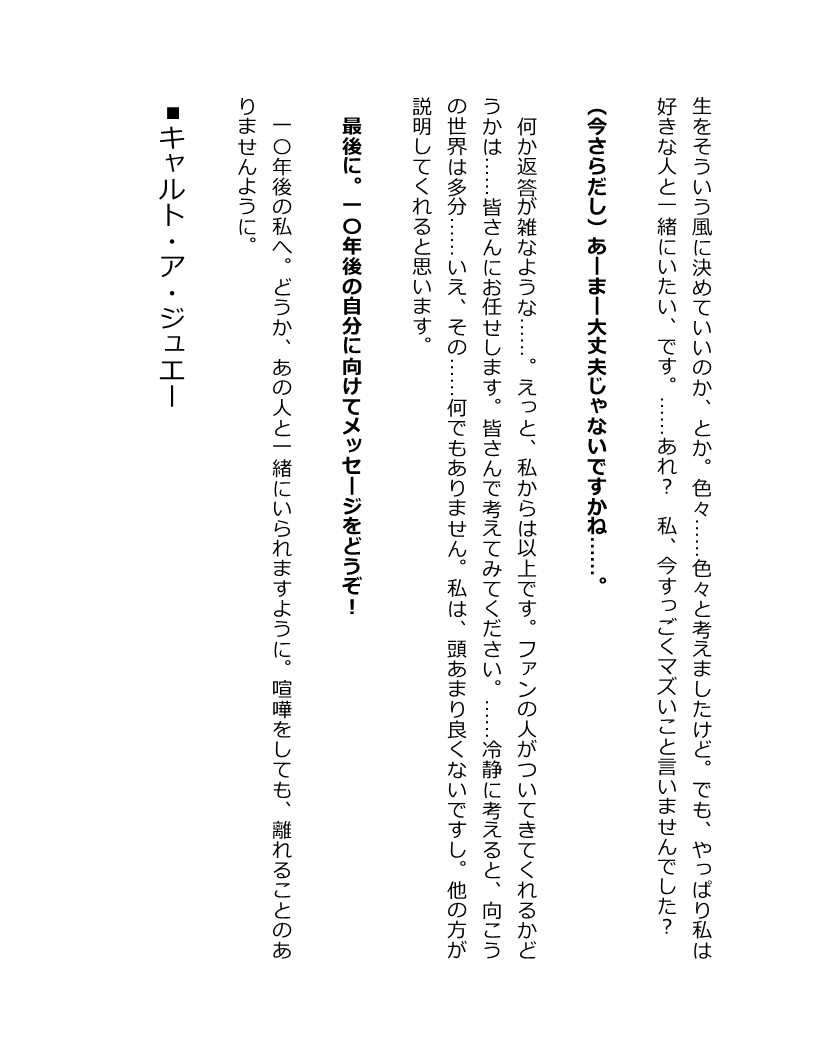 生をそういう風に決めていいのか、とか。色々……色々と考えましたけど。でも、やっぱり私は
好きな人と一緒にいたい、です。……あれ？　私、今すっごくマズいこと言いませんでした？
（今さらだし）あーまー大丈夫じゃないですかね……。
何か返答が雑なような……。えっと、私からは以上です。ファンの人がついてきてくれるかど
うかは……皆さんにお任せします。皆さんで考えてみてください。……冷静に考えると、向こう
の世界は多分……いえ、その……何でもありません。私は、頭あまり良くないですし。他の方が
説明してくれると思います。
最後に。一〇年後の自分に向けてメッセージをどうぞ！
一〇年後の私へ。どうか、あの人と一緒にいられますように。喧嘩をしても、離れることのあ
りませんように。
■キャルト・ア・ジュエー